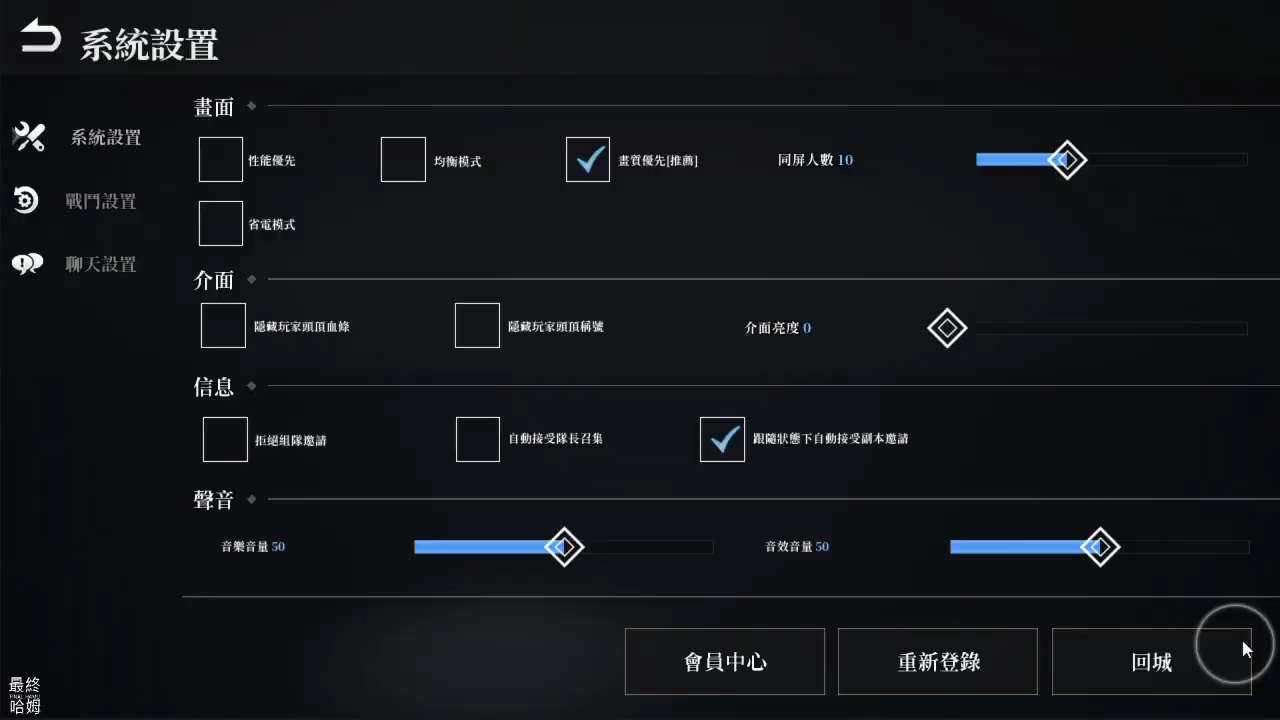 系統設置
系統設置
戰鬥設置
聊天設置
畫面
性能優先
均衡模式
畫質優先[推薦]
同屏人數 10
省電模式
介面
隱藏玩家頭頂血條
隱藏玩家頭頂稱號
介面亮度 0
信息
拒絕組隊邀請
自動接受隊長召集
跟隨狀態下自動接受副本邀請
聲音
音樂音量 50
音效音量 50
會員中心
重新登錄
回城
最終
哈姆